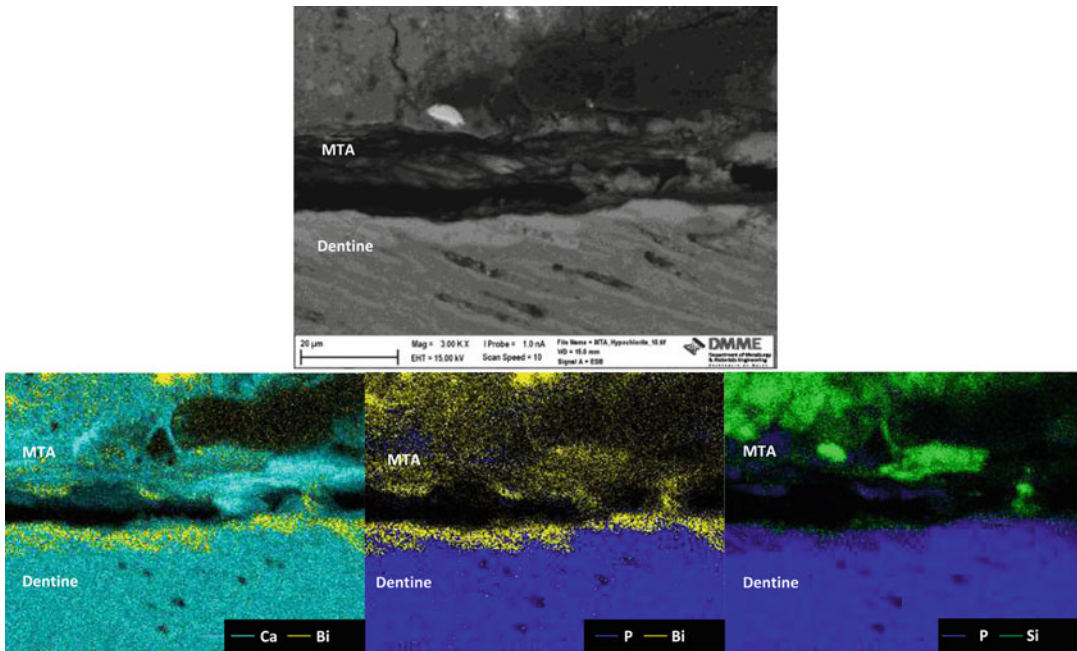 MTA
Dentine
20 µm
Mag = 3.00 K X I Probe = 1.0 nA File Name = MTA_Hypochlorite_10.tif
EHT = 15.00 kV Scan Speed = 10 WD = 15.0 mm
Signal A = ESB
DMME
Department of Metallurgy
& Materials Engineering
MTA
Dentine
Ca Bi
MTA
Dentine
P Bi
MTA
Dentine
P Si